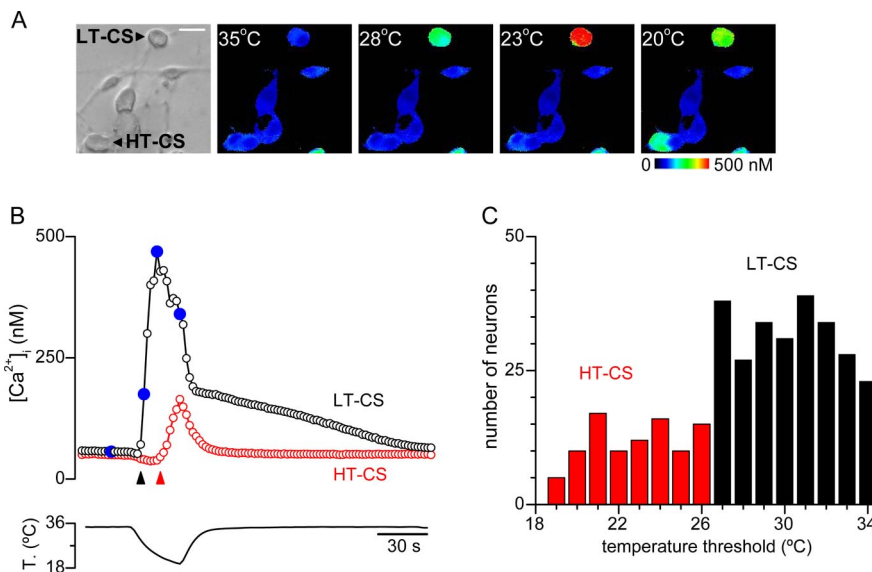 A
LT-CS
HT-CS
35°C
28°C
23°C
20°C
0 500 nM
B
500
250
0
[Ca2+]i (nM)
LT-CS
HT-CS
36
18
T. (ºC)
30 s
C
50
25
0
number of neurons
HT-CS
LT-CS
18 22 26 30 34
temperature threshold (ºC)